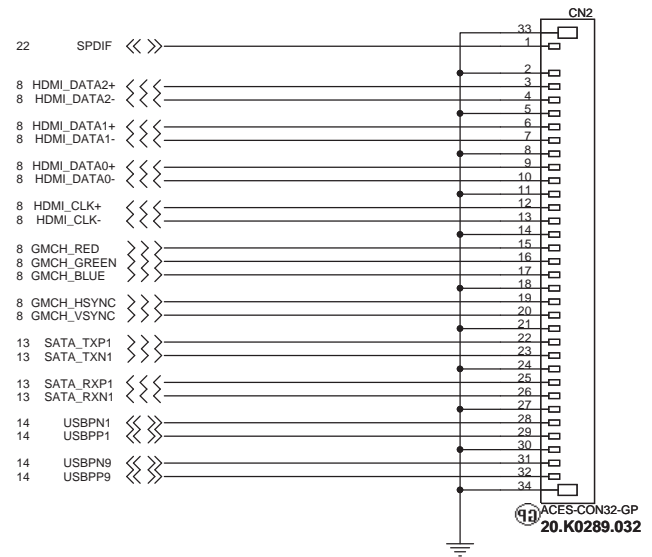 CN2
33
22 SPDIF 1
2
8 HDMI_DATA2+ 3
8 HDMI_DATA2- 4
5
8 HDMI_DATA1+ 6
8 HDMI_DATA1- 7
8
8 HDMI_DATA0+ 9
8 HDMI_DATA0- 10
11
8 HDMI_CLK+ 12
8 HDMI_CLK- 13
14
8 GMCH_RED 15
8 GMCH_GREEN 16
8 GMCH_BLUE 17
18
8 GMCH_HSYNC 19
8 GMCH_VSYNC 20
21
13 SATA_TXP1 22
13 SATA_TXN1 23
24
13 SATA_RXP1 25
13 SATA_RXN1 26
27
14 USBPN1 28
14 USBPP1 29
30
14 USBPN9 31
14 USBPP9 32
34
GP ACES-CON32-GP
20.K0289.032